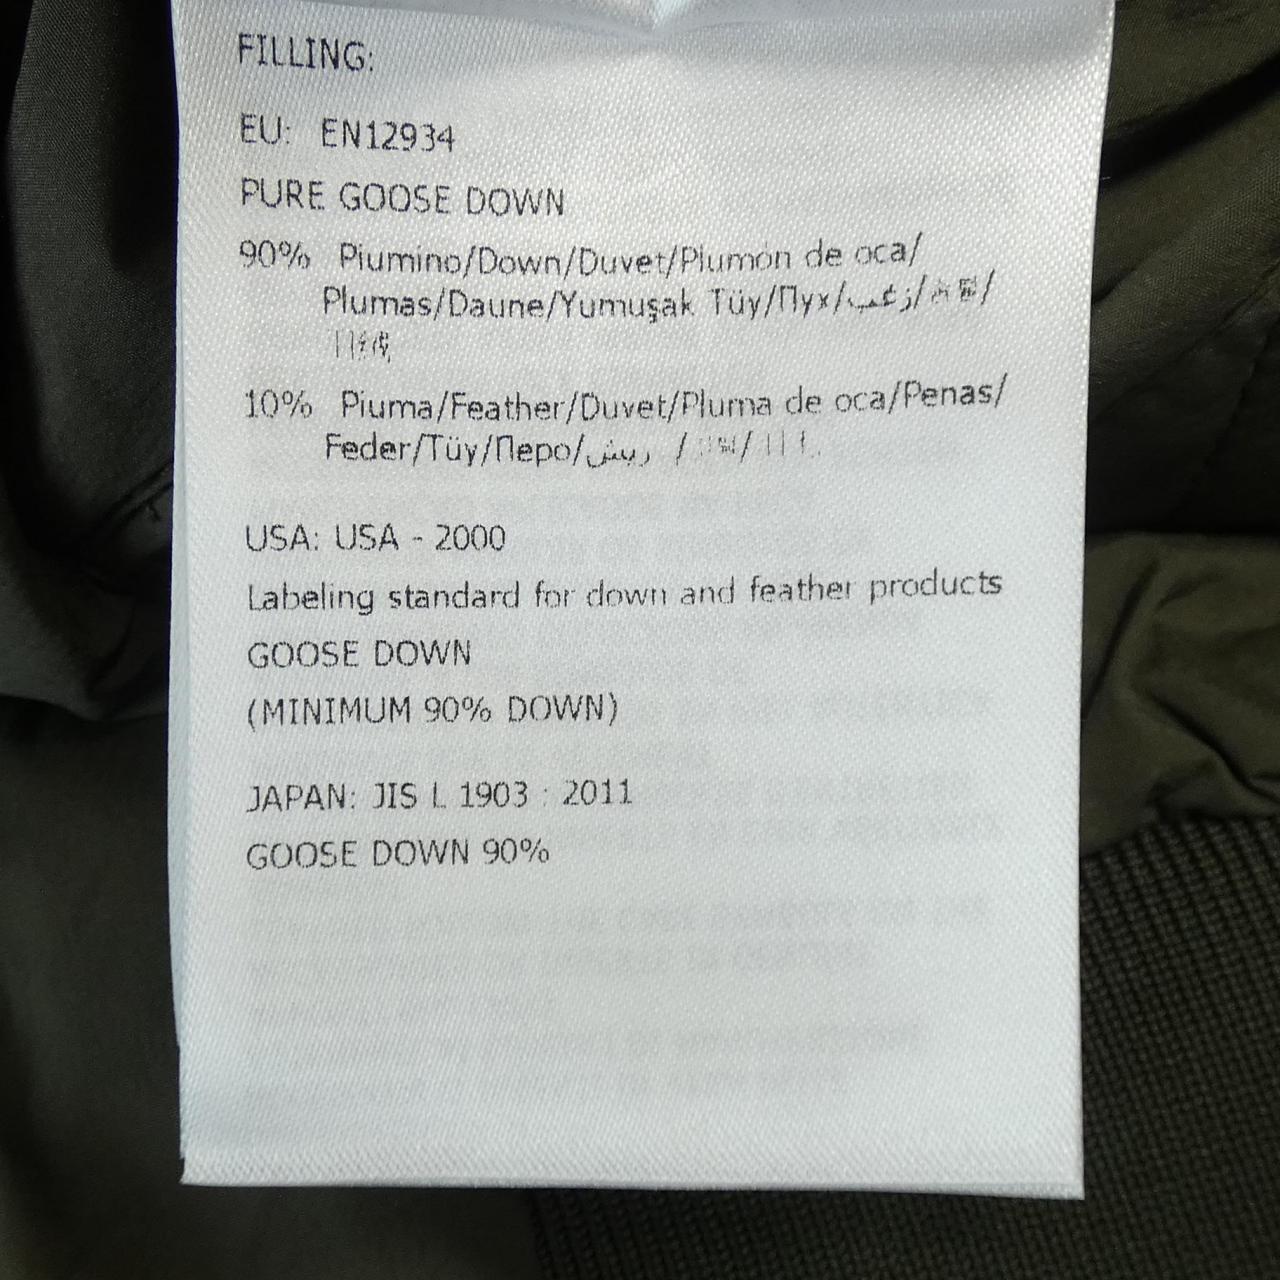 FILLING:
EU: EN12934
PURE GOOSE DOWN
90% Piumino/Down/Duvet/Plumón de oca/
Plumas/Daune/Yumuşak Tüy/Пух/زغب/
10% Piuma/Feather/Duvet/Pluma de oca/Penas/
Feder/Tüy/Перо/ريش /
USA: USA - 2000
Labeling standard for down and feather products
GOOSE DOWN
(MINIMUM 90% DOWN)
JAPAN: JIS L 1903 : 2011
GOOSE DOWN 90%